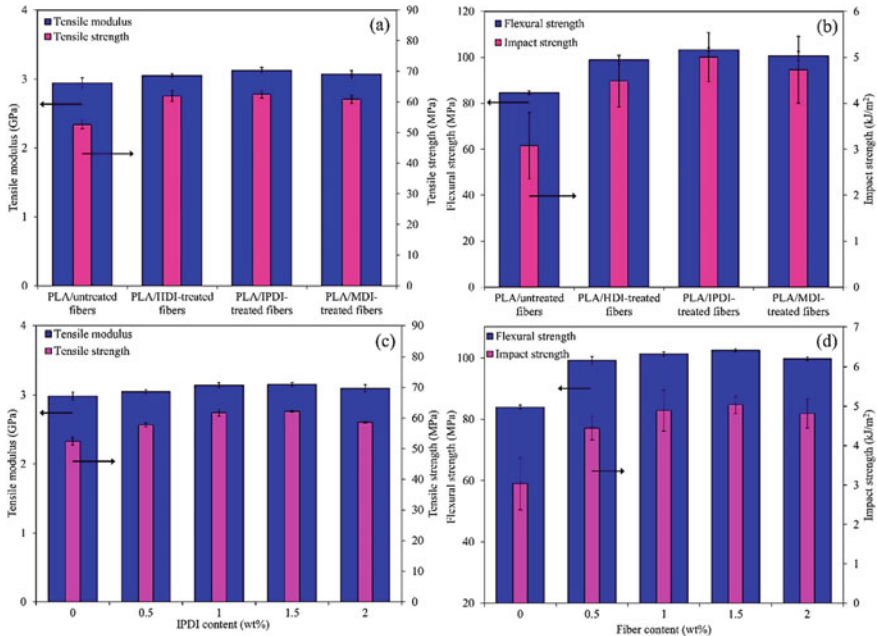 (a)
Tensile modulus
Tensile strength
Tensile modulus (GPa)
4
3
2
1
0
90
80
70
60
50
40
30
20
10
0
Tensile strength (MPa)
PLA/untreated fibers
PLA/HDI-treated fibers
PLA/IPDI-treated fibers
PLA/MDI-treated fibers
(b)
Flexural strength
Impact strength
Flexural strength (MPa)
120
100
80
60
40
20
0
6
5
4
3
2
1
0
Impact strength (kJ/m²)
PLA/untreated fibers
PLA/HDI-treated fibers
PLA/IPDI-treated fibers
PLA/MDI-treated fibers
(c)
Tensile modulus
Tensile strength
Tensile modulus (GPa)
4
3
2
1
0
90
80
70
60
50
40
30
20
10
0
Tensile strength (MPa)
0 0.5 1 1.5 2
IPDI content (wt%)
(d)
Flexural strength
Impact strength
Flexural strength (MPa)
100
80
60
40
20
7
6
5
4
3
2
1
0
Impact strength (kJ/m²)
0 0.5 1 1.5 2
Fiber content (wt%)